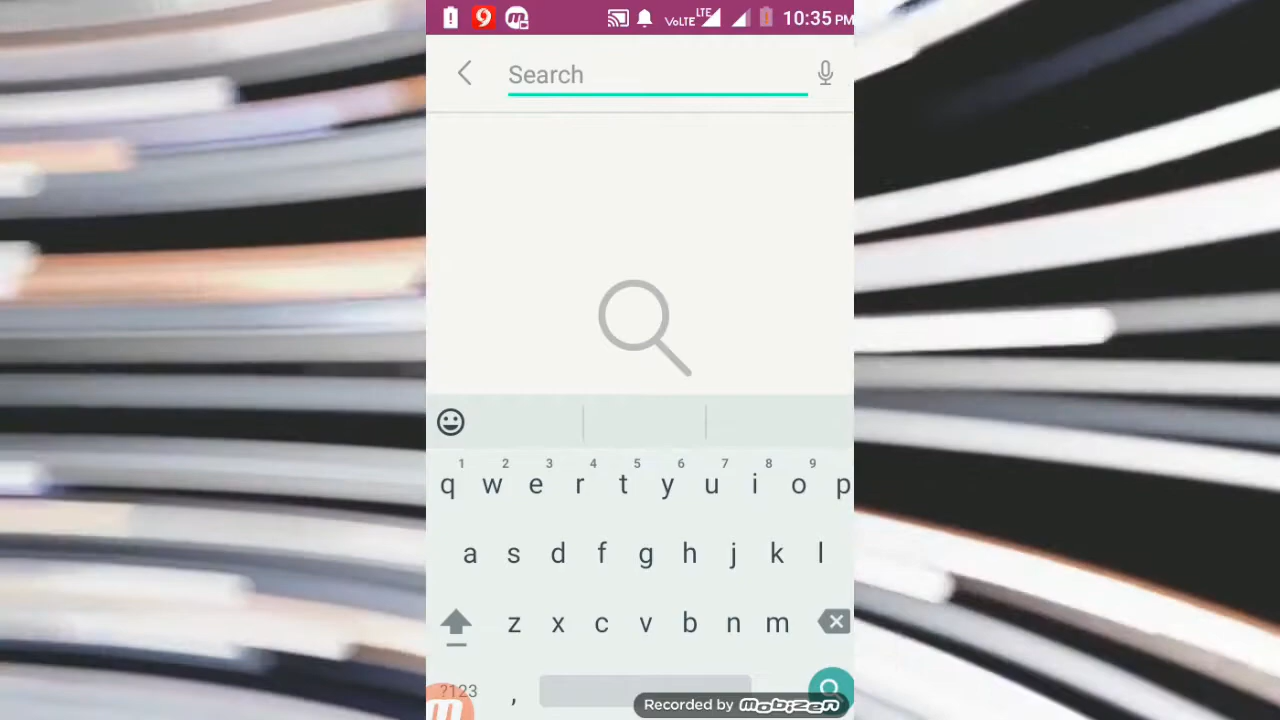 VoLTE LTE 10:35 PM
Search
1 2 3 4 5 6 7 8 9
q w e r t y u i o p
a s d f g h j k l
z x c v b n m
?123 ,
Recorded by mobizen